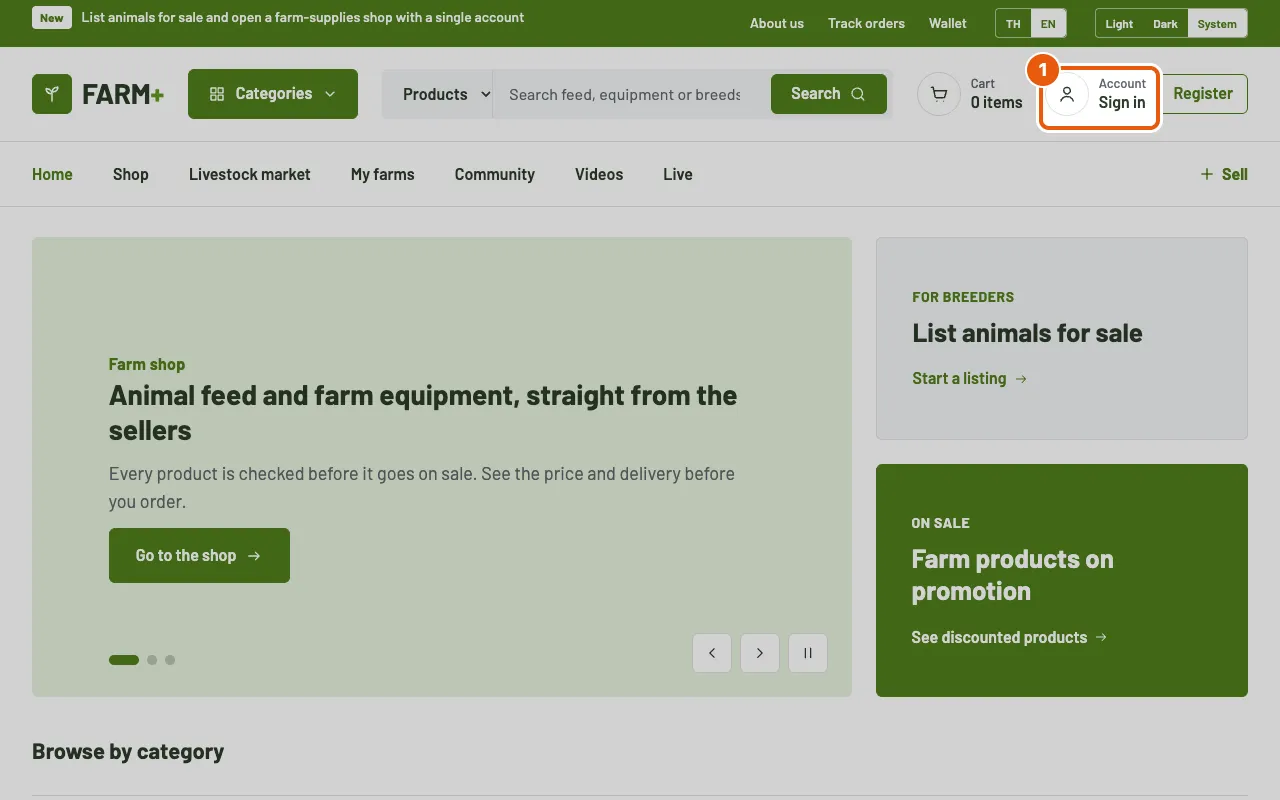 New
List animals for sale and open a farm-supplies shop with a single account
About us
Track orders
Wallet
TH
EN
Light
Dark
System
FARM+
Categories
Products
Search feed, equipment or breeds
Search
Cart
0 items
1
Account
Sign in
Register
Home
Shop
Livestock market
My farms
Community
Videos
Live
+ Sell
Farm shop
Animal feed and farm equipment, straight from the
sellers
Every product is checked before it goes on sale. See the price and delivery before
you order.
Go to the shop →
FOR BREEDERS
List animals for sale
Start a listing →
ON SALE
Farm products on
promotion
See discounted products →
Browse by category